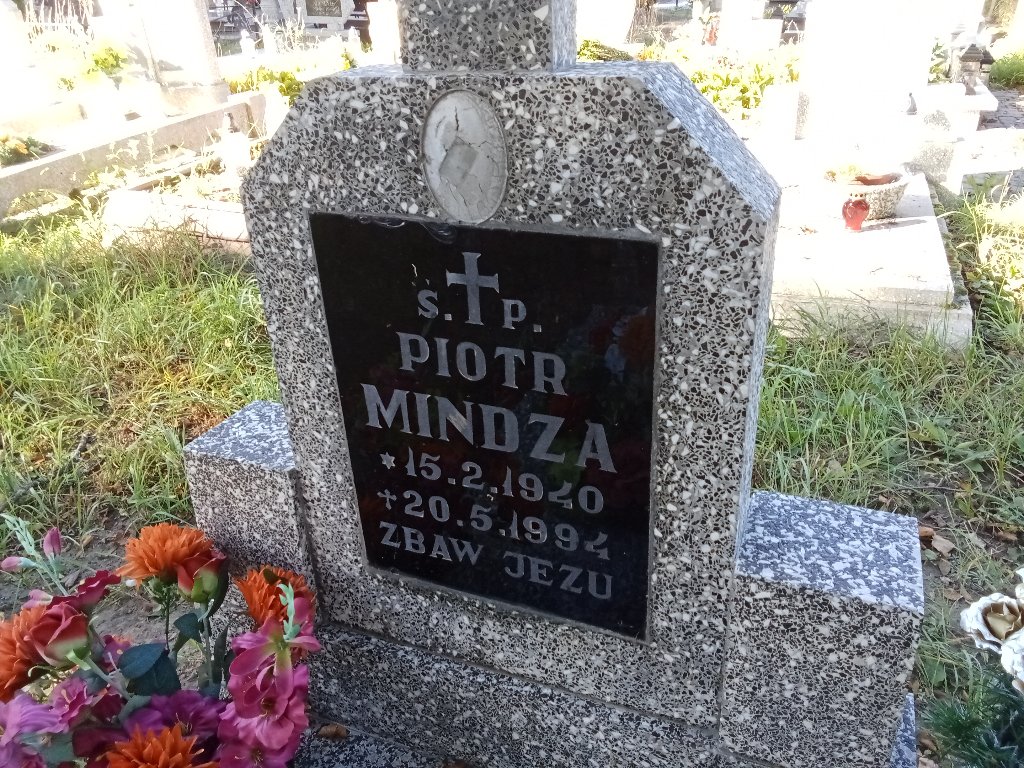 ś. p.
PIOTR
MINDZA
15.2.1920
20.5.1994
ZBAW JEZU